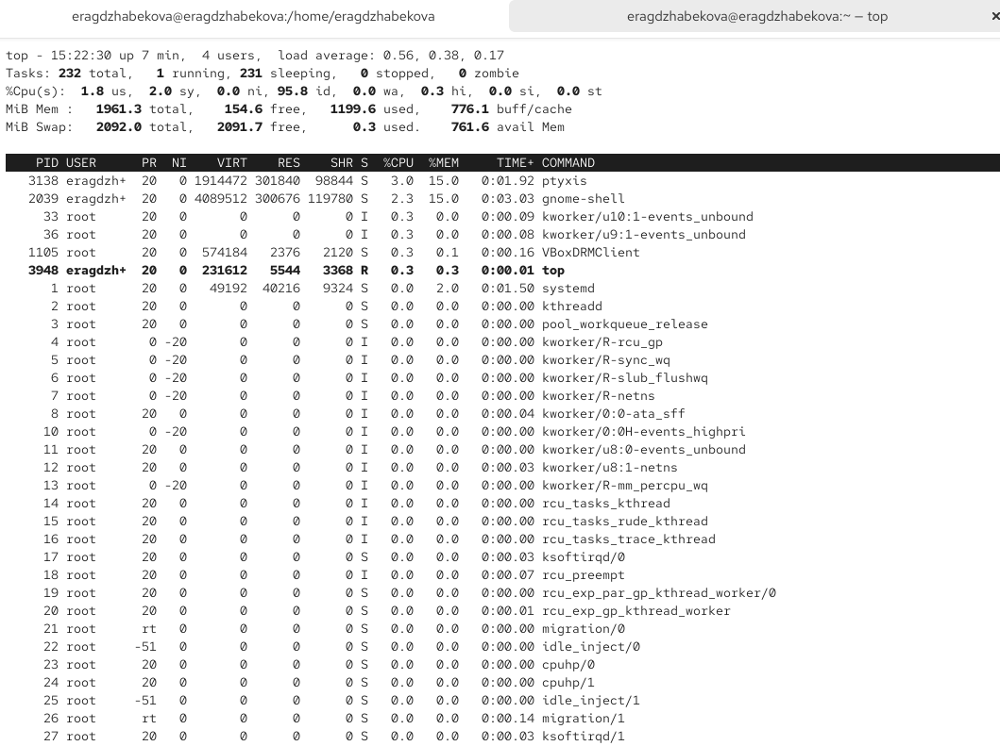 eragdzhabekova@eragdzhabekova:/home/eragdzhabekova eragdzhabekova@eragdzhabekova:~ — top ×
top - 15:22:30 up 7 min,  4 users,  load average: 0.56, 0.38, 0.17
Tasks: 232 total,   1 running, 231 sleeping,   0 stopped,   0 zombie
%Cpu(s):  1.8 us,  2.0 sy,  0.0 ni, 95.8 id,  0.0 wa,  0.3 hi,  0.0 si,  0.0 st
MiB Mem :   1961.3 total,    154.6 free,   1199.6 used,    776.1 buff/cache
MiB Swap:   2092.0 total,   2091.7 free,      0.3 used.    761.6 avail Mem
PID USER PR NI VIRT RES SHR S %CPU %MEM TIME+ COMMAND
3138 eragdzh+ 20 0 1914472 301840 98844 S 3.0 15.0 0:01.92 ptyxis
2039 eragdzh+ 20 0 4089512 300676 119780 S 2.3 15.0 0:03.03 gnome-shell
33 root 20 0 0 0 0 I 0.3 0.0 0:00.09 kworker/u10:1-events_unbound
36 root 20 0 0 0 0 I 0.3 0.0 0:00.08 kworker/u9:1-events_unbound
1105 root 20 0 574184 2376 2120 S 0.3 0.1 0:00.16 VBoxDRMClient
3948 eragdzh+ 20 0 231612 5544 3368 R 0.3 0.3 0:00.01 top
1 root 20 0 49192 40216 9324 S 0.0 2.0 0:01.50 systemd
2 root 20 0 0 0 0 S 0.0 0.0 0:00.00 kthreadd
3 root 20 0 0 0 0 S 0.0 0.0 0:00.00 pool_workqueue_release
4 root 0 -20 0 0 0 I 0.0 0.0 0:00.00 kworker/R-rcu_gp
5 root 0 -20 0 0 0 I 0.0 0.0 0:00.00 kworker/R-sync_wq
6 root 0 -20 0 0 0 I 0.0 0.0 0:00.00 kworker/R-slub_flushwq
7 root 0 -20 0 0 0 I 0.0 0.0 0:00.00 kworker/R-netns
8 root 20 0 0 0 0 I 0.0 0.0 0:00.04 kworker/0:0-ata_sff
10 root 0 -20 0 0 0 I 0.0 0.0 0:00.00 kworker/0:0H-events_highpri
11 root 20 0 0 0 0 I 0.0 0.0 0:00.00 kworker/u8:0-events_unbound
12 root 20 0 0 0 0 I 0.0 0.0 0:00.03 kworker/u8:1-netns
13 root 0 -20 0 0 0 I 0.0 0.0 0:00.00 kworker/R-mm_percpu_wq
14 root 20 0 0 0 0 I 0.0 0.0 0:00.00 rcu_tasks_kthread
15 root 20 0 0 0 0 I 0.0 0.0 0:00.00 rcu_tasks_rude_kthread
16 root 20 0 0 0 0 I 0.0 0.0 0:00.00 rcu_tasks_trace_kthread
17 root 20 0 0 0 0 S 0.0 0.0 0:00.03 ksoftirqd/0
18 root 20 0 0 0 0 I 0.0 0.0 0:00.07 rcu_preempt
19 root 20 0 0 0 0 S 0.0 0.0 0:00.00 rcu_exp_par_gp_kthread_worker/0
20 root 20 0 0 0 0 S 0.0 0.0 0:00.01 rcu_exp_gp_kthread_worker
21 root rt 0 0 0 0 S 0.0 0.0 0:00.00 migration/0
22 root -51 0 0 0 0 S 0.0 0.0 0:00.00 idle_inject/0
23 root 20 0 0 0 0 S 0.0 0.0 0:00.00 cpuhp/0
24 root 20 0 0 0 0 S 0.0 0.0 0:00.00 cpuhp/1
25 root -51 0 0 0 0 S 0.0 0.0 0:00.00 idle_inject/1
26 root rt 0 0 0 0 S 0.0 0.0 0:00.14 migration/1
27 root 20 0 0 0 0 S 0.0 0.0 0:00.03 ksoftirqd/1